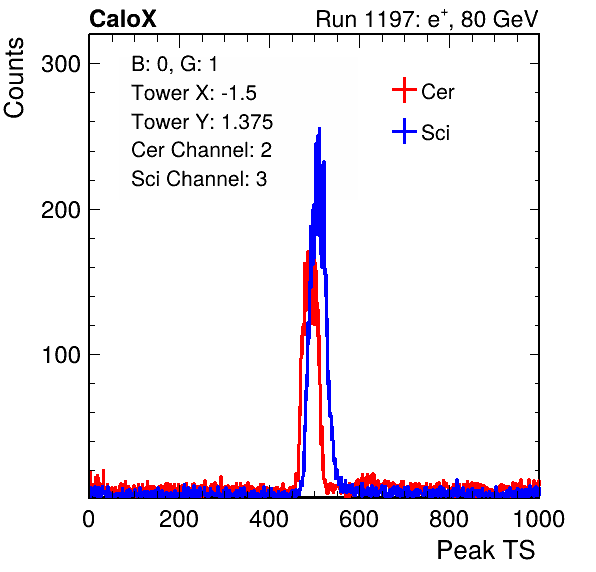 CaloX Run 1197: e⁺, 80 GeV
Counts
300
200
100
B: 0, G: 1
Tower X: -1.5
Tower Y: 1.375
Cer Channel: 2
Sci Channel: 3
Cer
Sci
0 200 400 600 800 1000
Peak TS